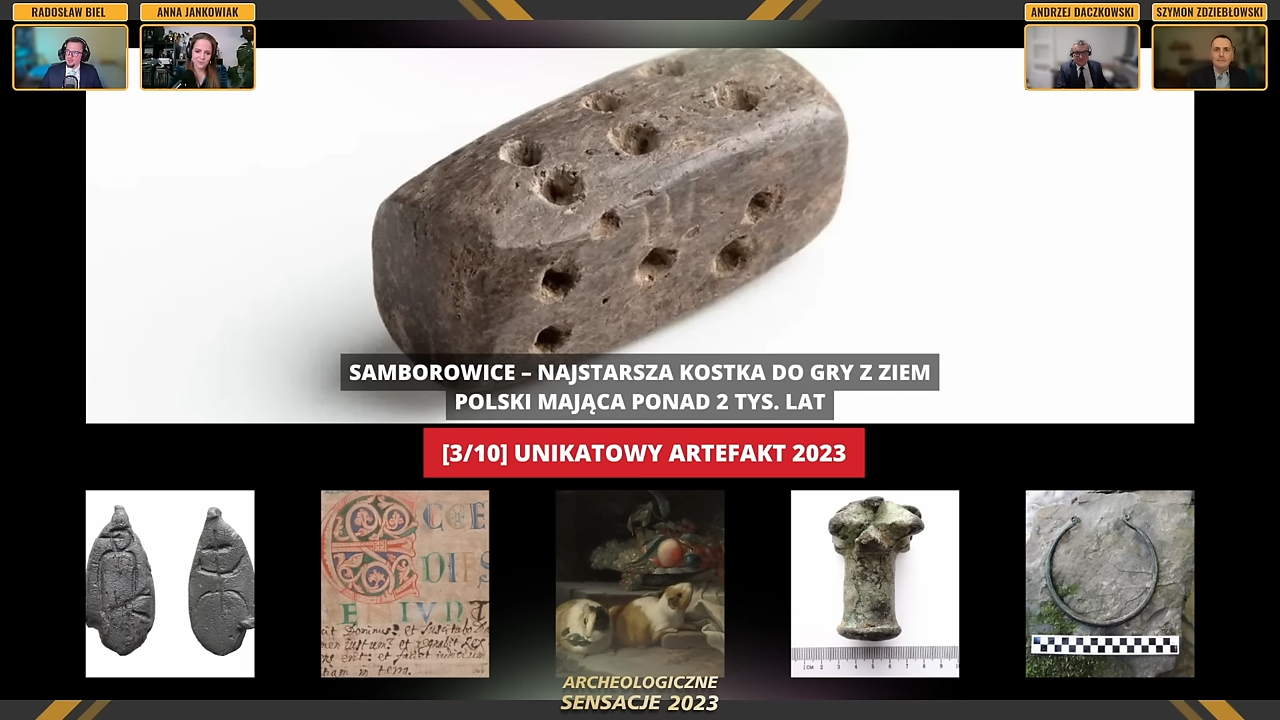 RADOSŁAW BIEL
ANNA JANKOWIAK
ANDRZEJ DACZKOWSKI
SZYMON ZDZIEBŁOWSKI
SAMBOROWICE – NAJSTARSZA KOSTKA DO GRY Z ZIEM
POLSKI MAJĄCA PONAD 2 TYS. LAT
[3/10] UNIKATOWY ARTEFAKT 2023
ARCHEOLOGICZNE
SENSACJE 2023